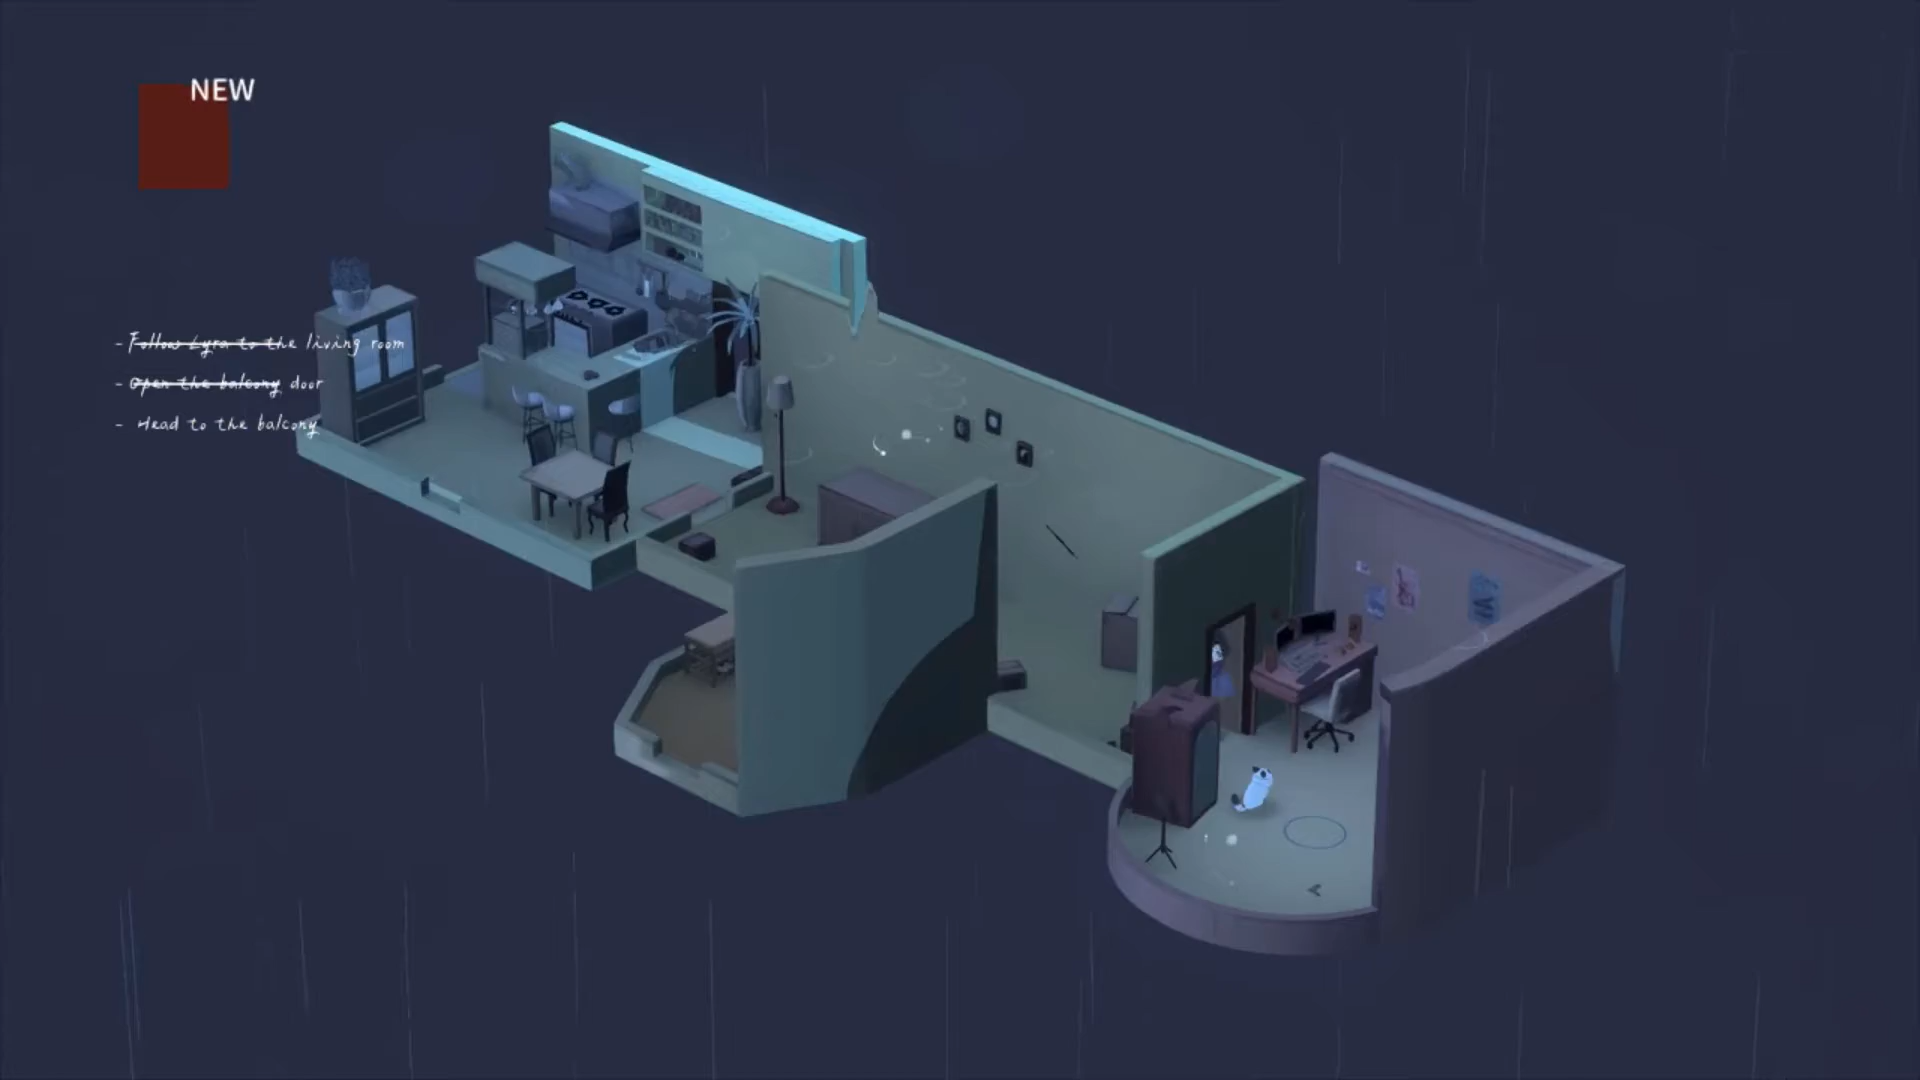 NEW
- Follow Lyra to the living room
- Open the balcony door
- Head to the balcony